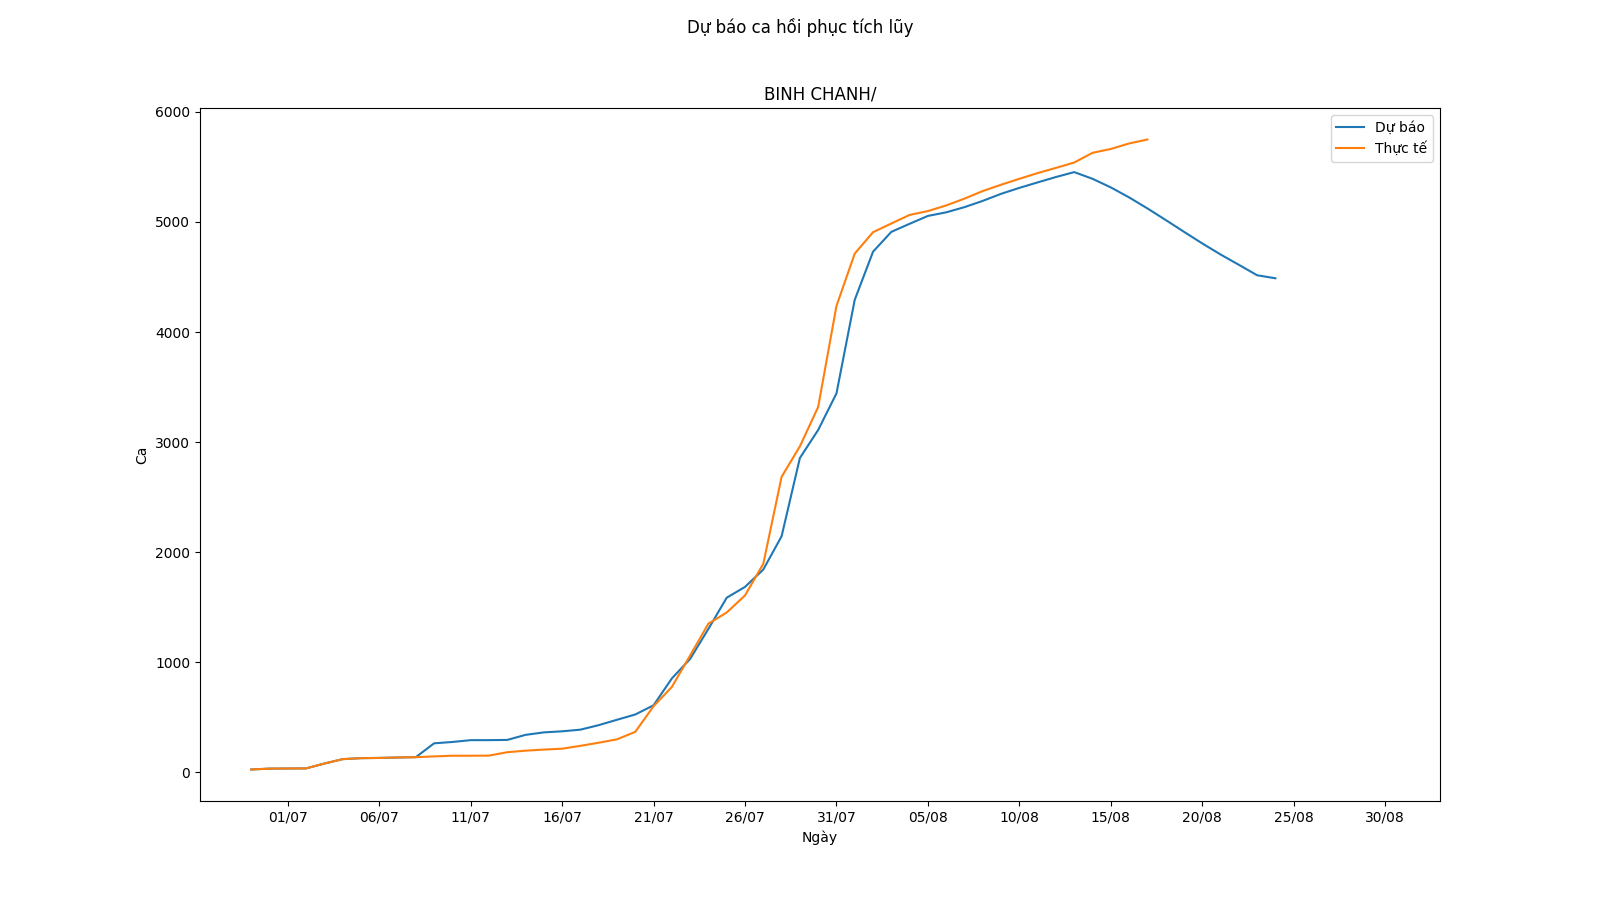 Dự báo ca hồi phục tích lũy
BINH CHANH/
6000
5000
4000
3000
2000
1000
0
Ca
Dự báo
Thực tế
01/07 06/07 11/07 16/07 21/07 26/07 31/07 05/08 10/08 15/08 20/08 25/08 30/08
Ngày